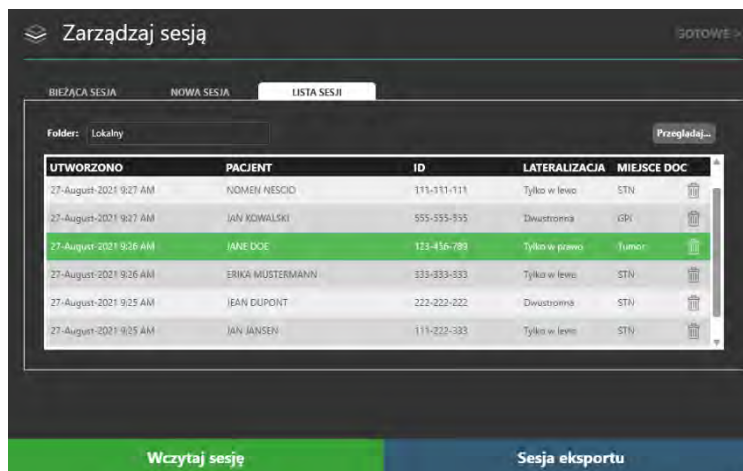 Zarządzaj sesją
GOTOWE >
BIEŻĄCA SESJA NOWA SESJA LISTA SESJI
Folder: Lokalny Przeglądaj...
UTWORZONO PACJENT ID LATERALIZACJA MIEJSCE DOC
27-August-2021 9:27 AM NOMEN NESCIO 111-111-111 Tylko w lewo STN
27-August-2021 9:27 AM JAN KOWALSKI 555-555-555 Dwustronna GPi
27-August-2021 9:26 AM JANE DOE 123-456-789 Tylko w prawo Tumor
27-August-2021 9:26 AM ERIKA MUSTERMANN 333-333-333 Tylko w lewo STN
27-August-2021 9:25 AM JEAN DUPONT 222-222-222 Dwustronna STN
27-August-2021 9:25 AM JAN JANSEN 111-222-333 Tylko w lewo STN
Wczytaj sesję Sesja eksportu